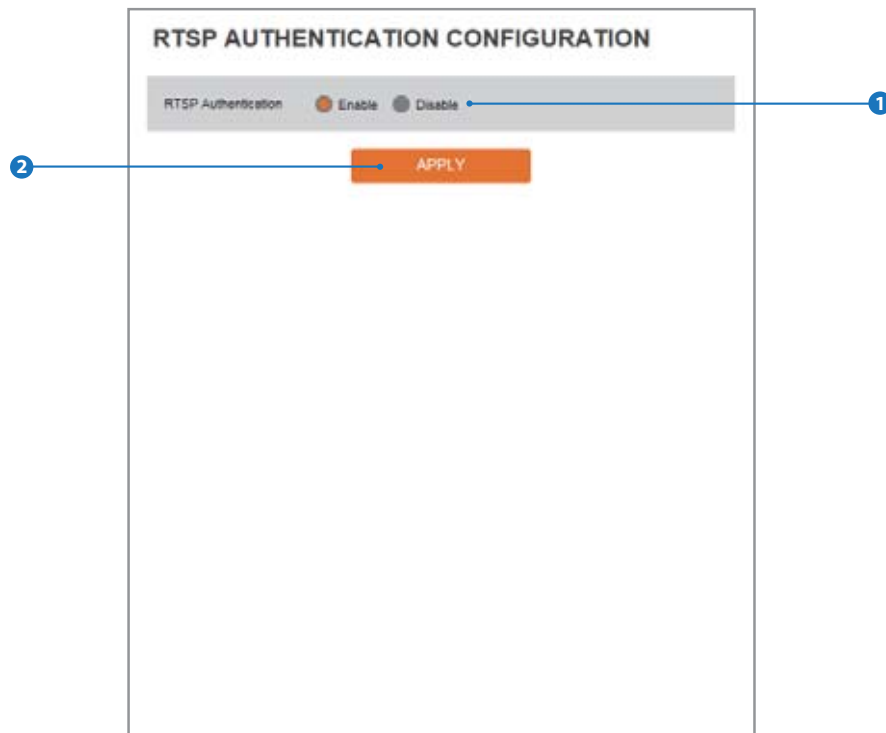 RTSP AUTHENTICATION CONFIGURATION
RTSP Authentication Enable Disable 1
2 APPLY